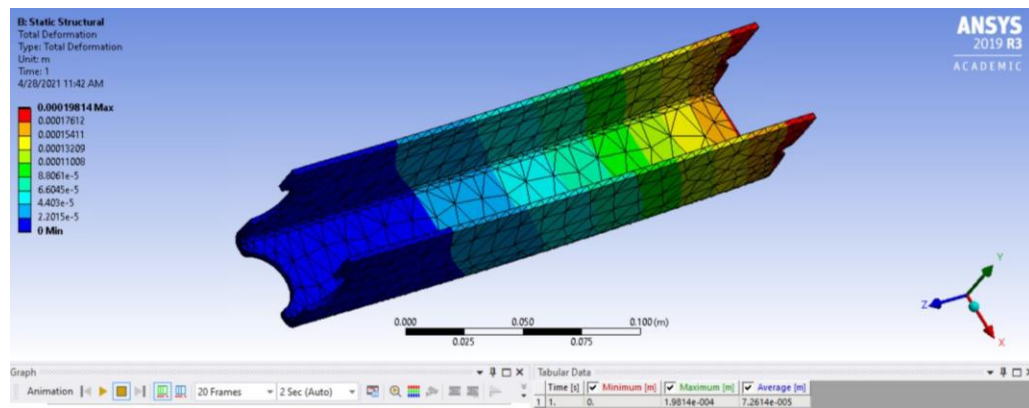 B: Static Structural
Total Deformation
Type: Total Deformation
Unit: m
Time: 1
4/28/2021 11:42 AM
0.00019814 Max
0.00017612
0.00015411
0.00013209
0.00011008
8.8061e-5
6.6045e-5
4.403e-5
2.2015e-5
0 Min
ANSYS
2019 R3
ACADEMIC
Y
Z
X
0.000
0.050
0.100 (m)
0.025
0.075
Graph
Animation
20 Frames
2 Sec (Auto)
Tabular Data
Time [s] Minimum [m] Maximum [m] Average [m]
1 1. 0. 1.9814e-004 7.2614e-005